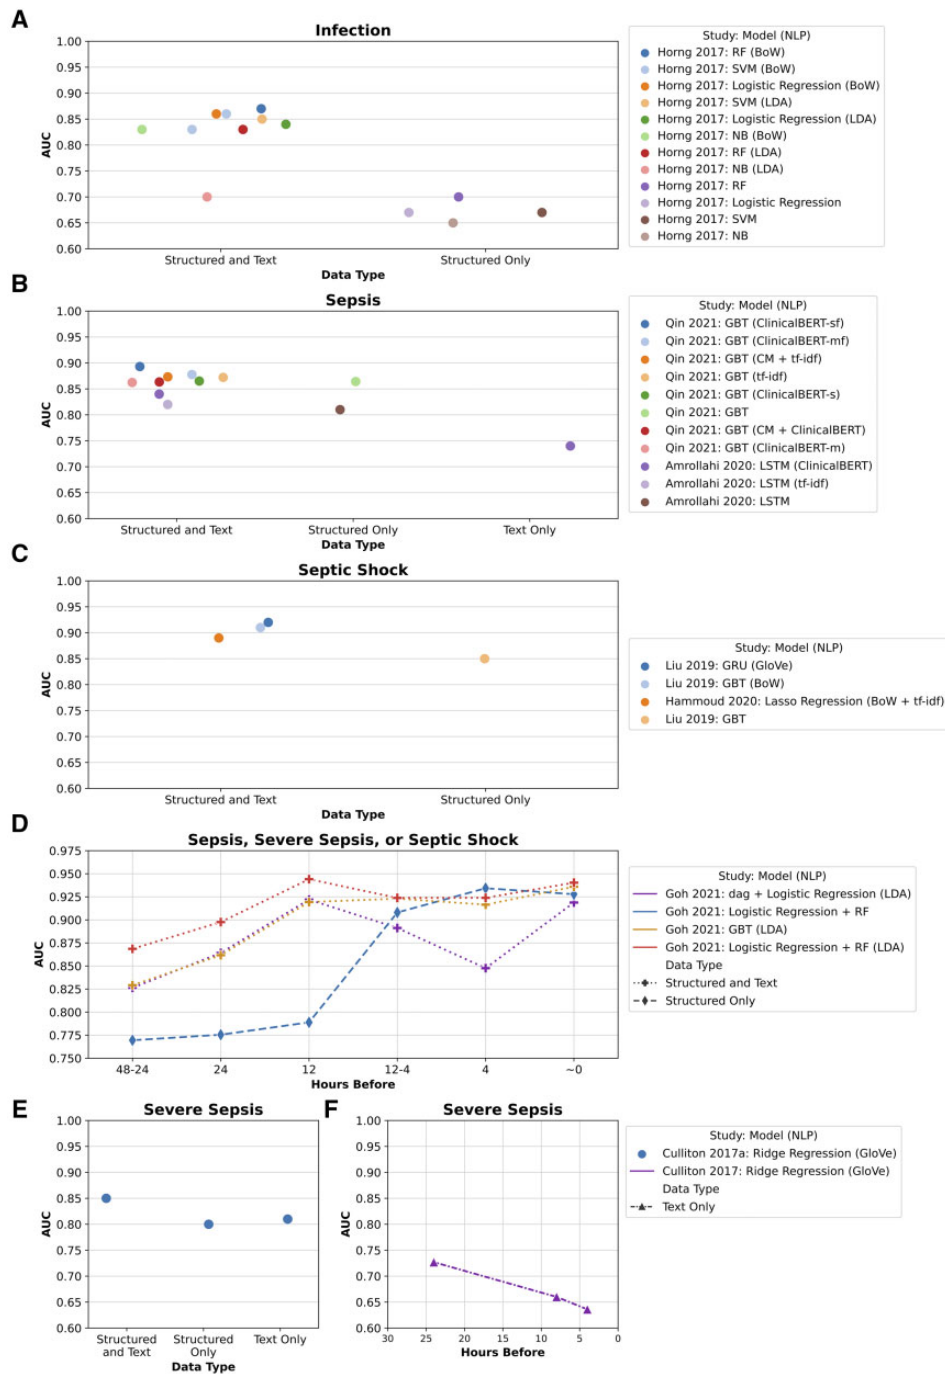 A
Infection
1.00
0.95
0.90
0.85
0.80
0.75
0.70
0.65
0.60
AUC
Structured and Text
Structured Only
Data Type
Study: Model (NLP)
Horng 2017: RF (BoW)
Horng 2017: SVM (BoW)
Horng 2017: Logistic Regression (BoW)
Horng 2017: SVM (LDA)
Horng 2017: Logistic Regression (LDA)
Horng 2017: NB (BoW)
Horng 2017: RF (LDA)
Horng 2017: NB (LDA)
Horng 2017: RF
Horng 2017: Logistic Regression
Horng 2017: SVM
Horng 2017: NB
B
Sepsis
1.00
0.95
0.90
0.85
0.80
0.75
0.70
0.65
0.60
AUC
Structured and Text
Structured Only
Text Only
Data Type
Study: Model (NLP)
Qin 2021: GBT (ClinicalBERT-sf)
Qin 2021: GBT (ClinicalBERT-mf)
Qin 2021: GBT (CM + tf-idf)
Qin 2021: GBT (tf-idf)
Qin 2021: GBT (ClinicalBERT-s)
Qin 2021: GBT
Qin 2021: GBT (CM + ClinicalBERT)
Qin 2021: GBT (ClinicalBERT-m)
Amrollahi 2020: LSTM (ClinicalBERT)
Amrollahi 2020: LSTM (tf-idf)
Amrollahi 2020: LSTM
C
Septic Shock
1.00
0.95
0.90
0.85
0.80
0.75
0.70
0.65
0.60
AUC
Structured and Text
Structured Only
Data Type
Study: Model (NLP)
Liu 2019: GRU (GloVe)
Liu 2019: GBT (BoW)
Hammoud 2020: Lasso Regression (BoW + tf-idf)
Liu 2019: GBT
D
Sepsis, Severe Sepsis, or Septic Shock
0.975
0.950
0.925
0.900
0.875
0.850
0.825
0.800
0.775
0.750
AUC
48-24
24
12
12-4
4
~0
Hours Before
Study: Model (NLP)
Goh 2021: dag + Logistic Regression (LDA)
Goh 2021: Logistic Regression + RF
Goh 2021: GBT (LDA)
Goh 2021: Logistic Regression + RF (LDA)
Data Type
Structured and Text
Structured Only
E
Severe Sepsis
1.00
0.95
0.90
0.85
0.80
0.75
0.70
0.65
0.60
AUC
Structured
and Text
Structured
Only
Text Only
Data Type
F
Severe Sepsis
1.00
0.95
0.90
0.85
0.80
0.75
0.70
0.65
0.60
AUC
30
25
20
15
10
5
0
Hours Before
Study: Model (NLP)
Culliton 2017a: Ridge Regression (GloVe)
Culliton 2017: Ridge Regression (GloVe)
Data Type
Text Only